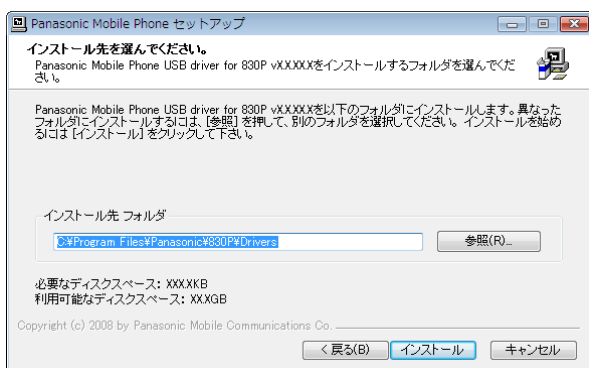 Panasonic Mobile Phone セットアップ
インストール先を選んでください。
Panasonic Mobile Phone USB driver for 830P vXXXXXをインストールするフォルダを選んでくだ
さい。
Panasonic Mobile Phone USB driver for 830P vXXXXXを以下のフォルダにインストールします。異なった
フォルダにインストールするには、[参照] を押して、別のフォルダを選択してください。 インストールを始め
るには [インストール] をクリックして下さい。
インストール先 フォルダ
C:¥Program Files¥Panasonic¥830P¥Drivers
参照(R)...
必要なディスクスペース: XXX.XKB
利用可能なディスクスペース: XX.XGB
Copyright (c) 2008 by Panasonic Mobile Communications Co.
< 戻る(B)
インストール
キャンセル